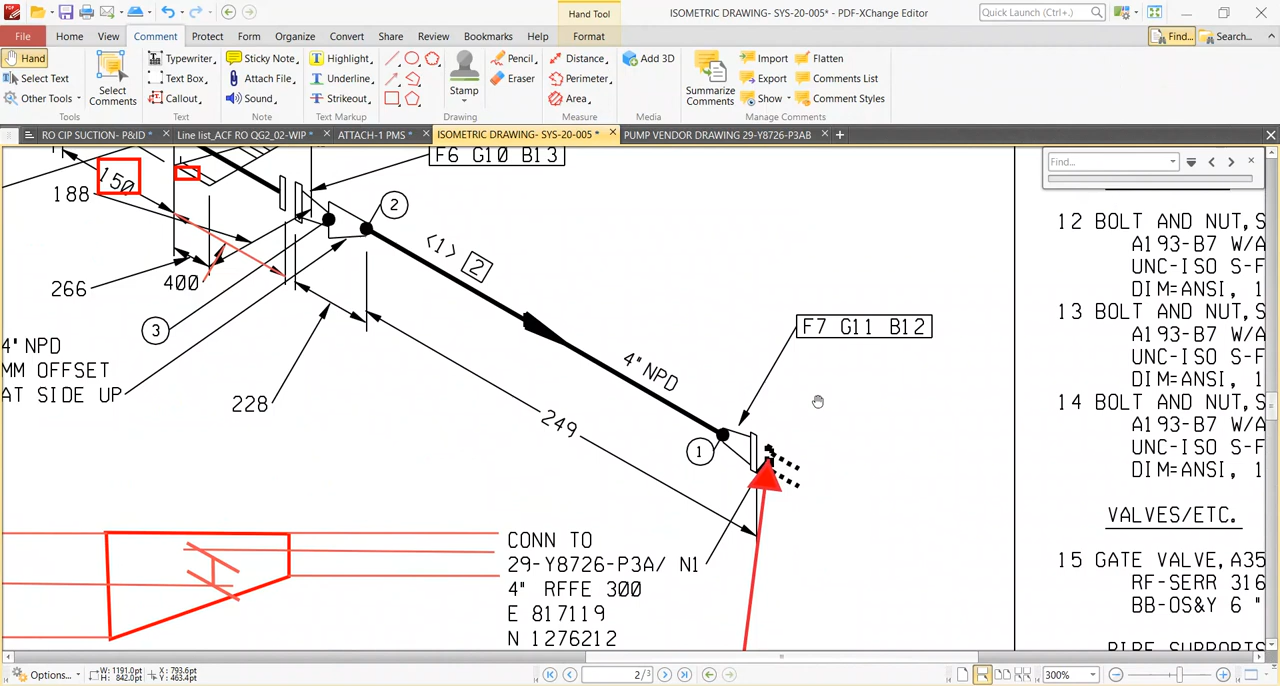 Hand Tool
ISOMETRIC DRAWING- SYS-20-005* - PDF-XChange Editor
Quick Launch (Ctrl+.)
File Home View Comment Protect Form Organize Convert Share Review Bookmarks Help Format Find... Search...
Hand
Select Text
Other Tools
Tools
Select Comments
Typewriter
Text Box
Callout
Text
Sticky Note
Attach File
Sound
Highlight
Underline
Strikeout
Text Markup
Pencil
Eraser
Drawing
Stamp
Distance
Perimeter
Area
Measure
Add 3D
Media
Summarize Comments
Import
Export
Show
Flatten
Comments List
Comment Styles
Manage Comments
RO CIP SUCTION- P&ID *
Line list_ACF RO QG2_02-WIP *
ATTACH-1 PMS *
ISOMETRIC DRAWING- SYS-20-005 *
PUMP VENDOR DRAWING 29-Y8726-P3AB
Find...
F6 G10 B13
150
188
2
<1> 2
400
266
3
4"NPD
MM OFFSET
AT SIDE UP
228
249
4"NPD
F7 G11 B12
1
CONN TO
29-Y8726-P3A/ N1
4" RFFE 300
E 817119
N 1276212
12 BOLT AND NUT,S
A193-B7 W/A
UNC-ISO S-F
DIM=ANSI, 1
13 BOLT AND NUT,S
A193-B7 W/A
UNC-ISO S-F
DIM=ANSI, 1
14 BOLT AND NUT,S
A193-B7 W/A
UNC-ISO S-F
DIM=ANSI, 1
VALVES/ETC.
15 GATE VALVE,A35
RF-SERR 316
BB-OS&Y 6 "
PIPE SUPPORTS
Options...
W: 1191.0pt
H: 842.0pt
X: 793.6pt
Y: 463.4pt
2/3
300%